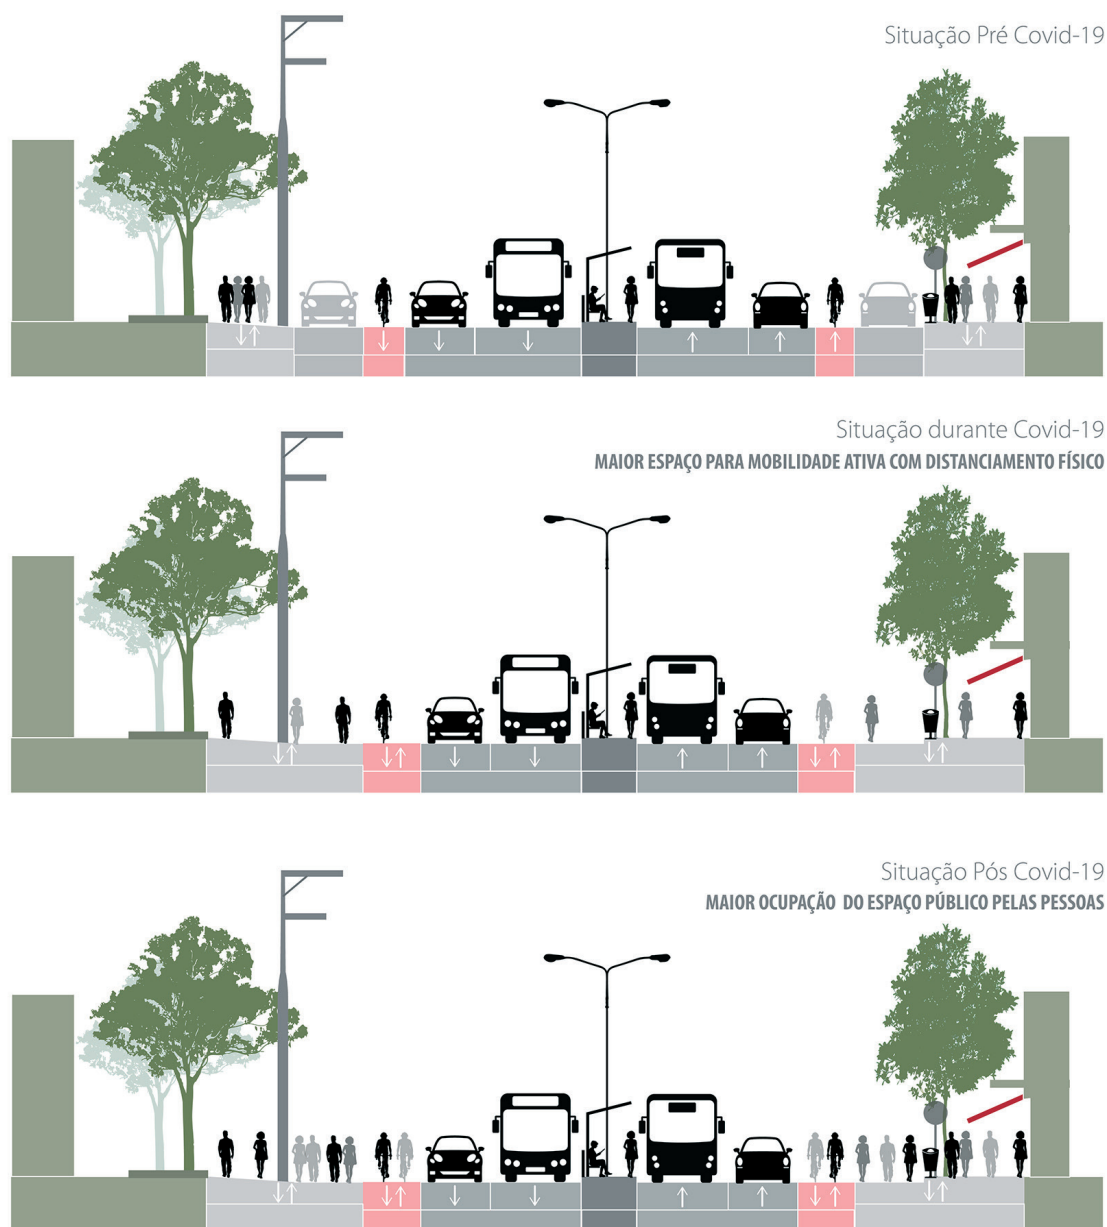 Situação Pré Covid-19
Situação durante Covid-19
MAIOR ESPAÇO PARA MOBILIDADE ATIVA COM DISTANCIAMENTO FÍSICO
Situação Pós Covid-19
MAIOR OCUPAÇÃO DO ESPAÇO PÚBLICO PELAS PESSOAS